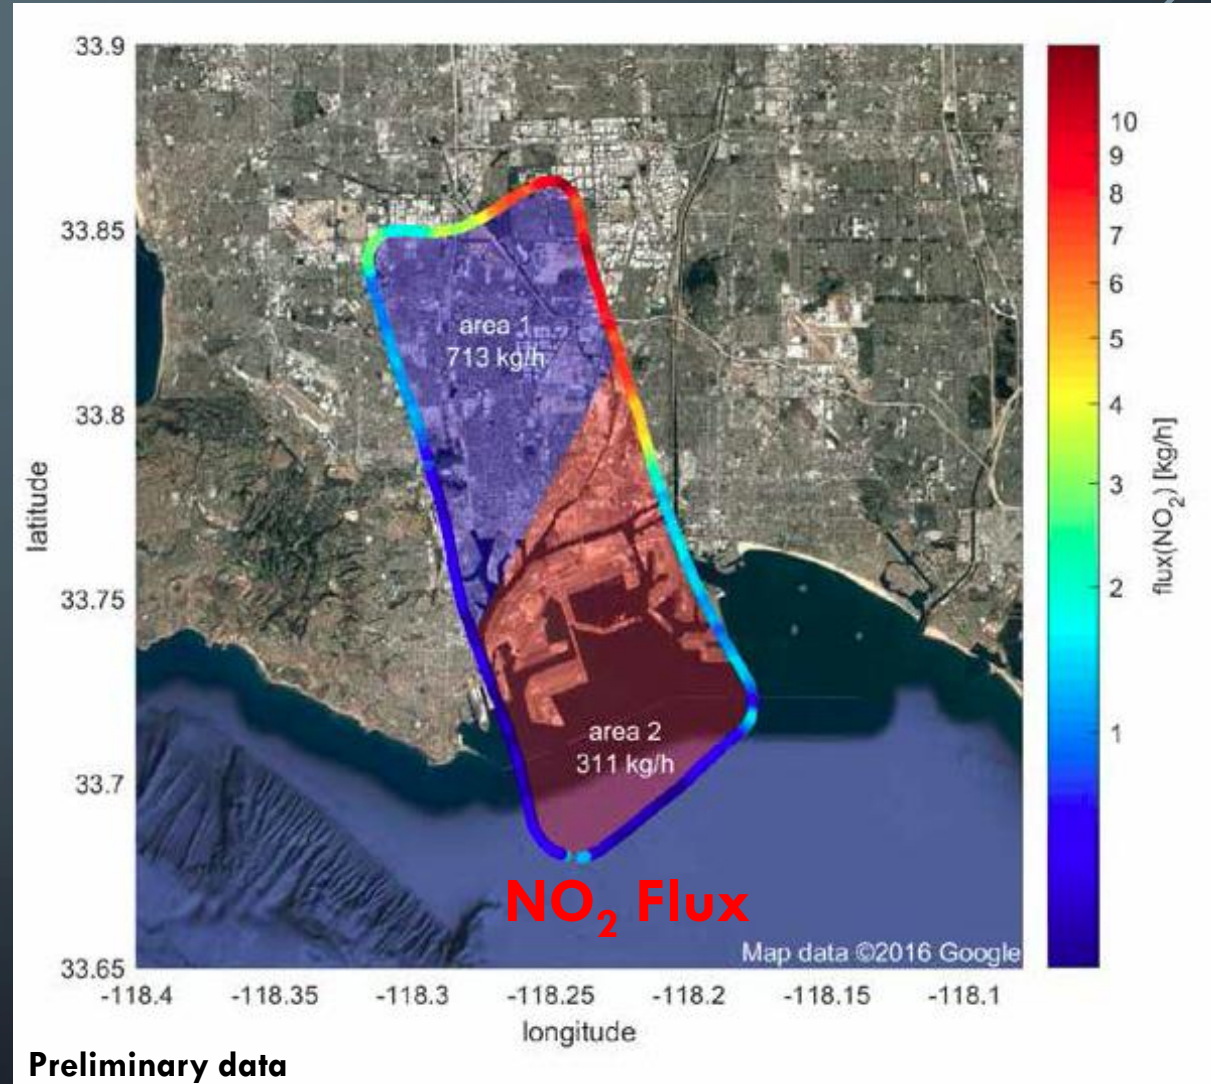 33.9
33.85
33.8
33.75
33.7
33.65
latitude
-118.4 -118.35 -118.3 -118.25 -118.2 -118.15 -118.1
longitude
area 1
713 kg/h
area 2
311 kg/h
NO₂ Flux
Map data ©2016 Google
10
9
8
7
6
5
4
3
2
1
flux(NO₂) [kg/h]
Preliminary data